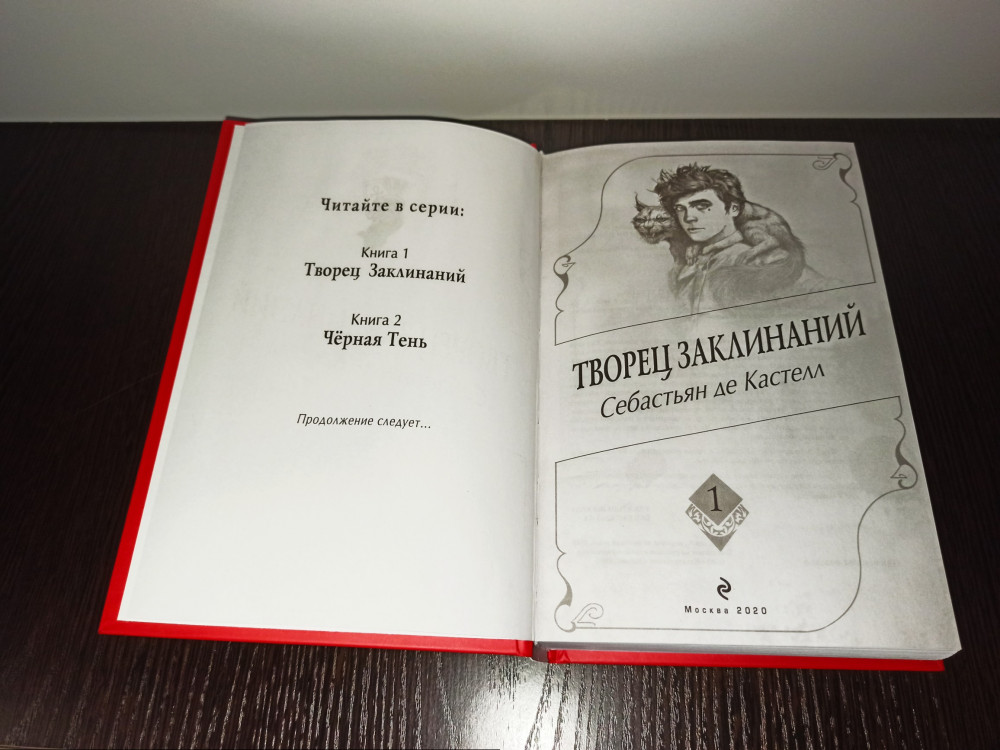 Читайте в серии:
Книга 1
Творец Заклинаний
Книга 2
Чёрная Тень
Продолжение следует...
ТВОРЕЦ ЗАКЛИНАНИЙ
Себастьян де Кастелл
1
Москва 2020